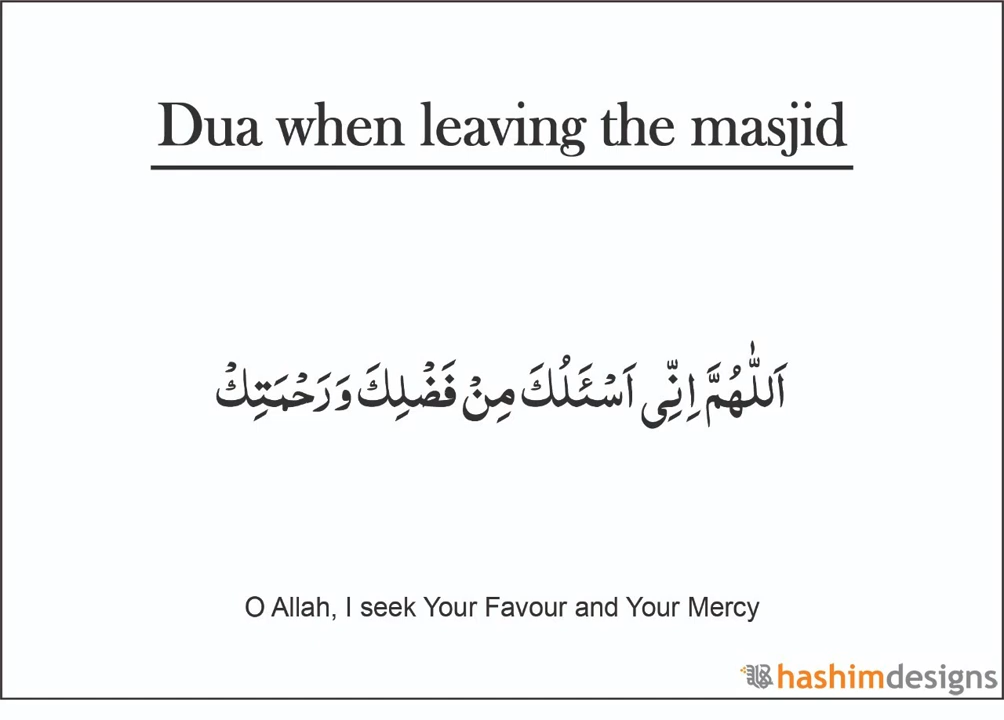 Dua when leaving the masjid
اَللّٰهُمَّ اِنِّى اَسْئَلُكَ مِنْ فَضْلِكَ وَرَحْمَتِكْ
O Allah, I seek Your Favour and Your Mercy
hashimdesigns